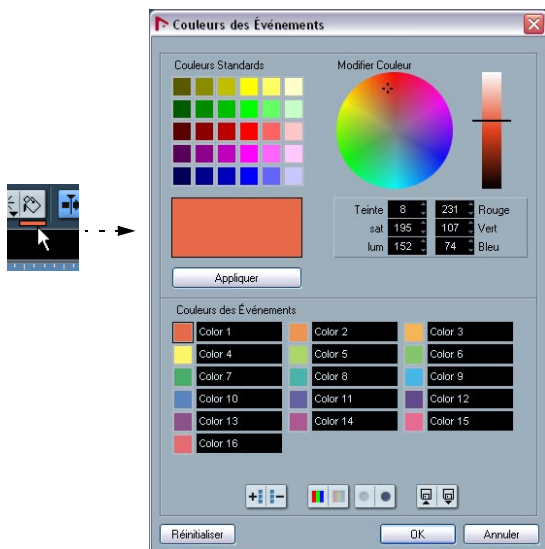 Couleurs des Événements
Couleurs Standards
Modifier Couleur
Teinte 8 231 Rouge
sat 195 107 Vert
lum 152 74 Bleu
Appliquer
Couleurs des Événements
Color 1 Color 2 Color 3
Color 4 Color 5 Color 6
Color 7 Color 8 Color 9
Color 10 Color 11 Color 12
Color 13 Color 14 Color 15
Color 16
Réinitialiser OK Annuler